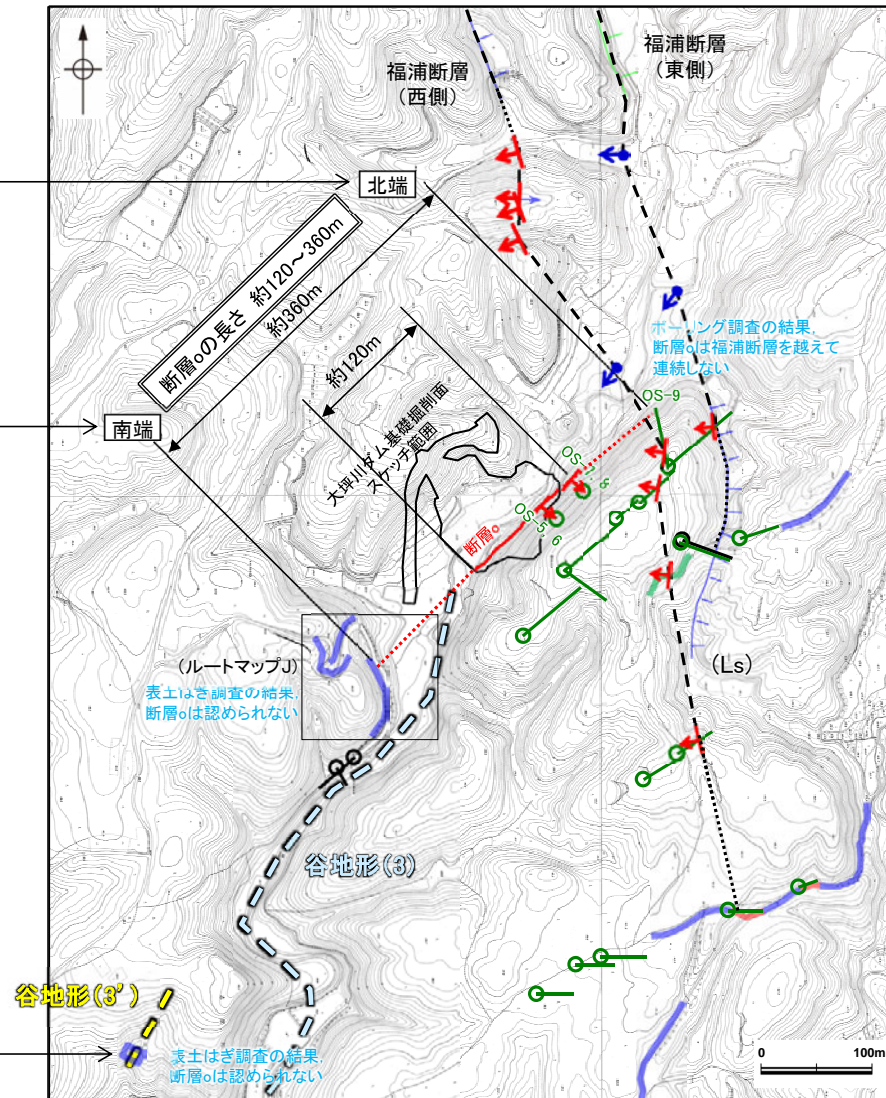 福浦断層
（西側）
福浦断層
（東側）
北端
断層oの長さ 約120～360m
約360m
約120m
南端
大坪川ダム基礎掘削面
スケッチ範囲
ボーリング調査の結果,
断層oは福浦断層を越えて
連続しない
OS-9
OS-7, 8
OS-5, 6
断層o
(ルートマップJ)
表土はぎ調査の結果,
断層oは認められない
(Ls)
谷地形(3)
谷地形(3')
表土はぎ調査の結果,
断層oは認められない
0 100m